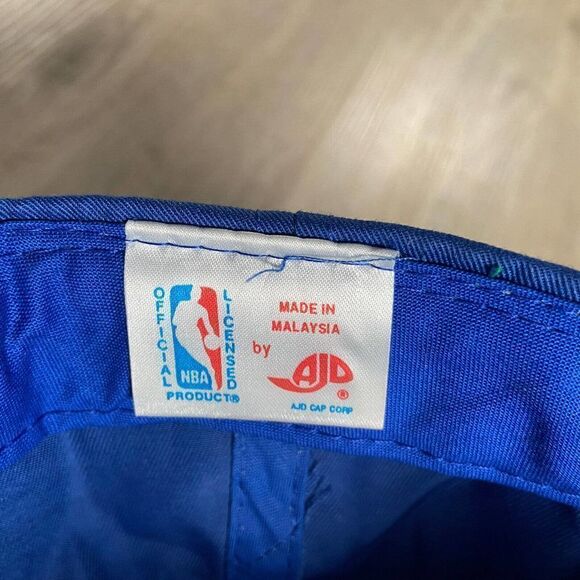 OFFICIAL
LICENSED
NBA
PRODUCT®
MADE IN
MALAYSIA
by
AJD
®
AJD CAP CORP